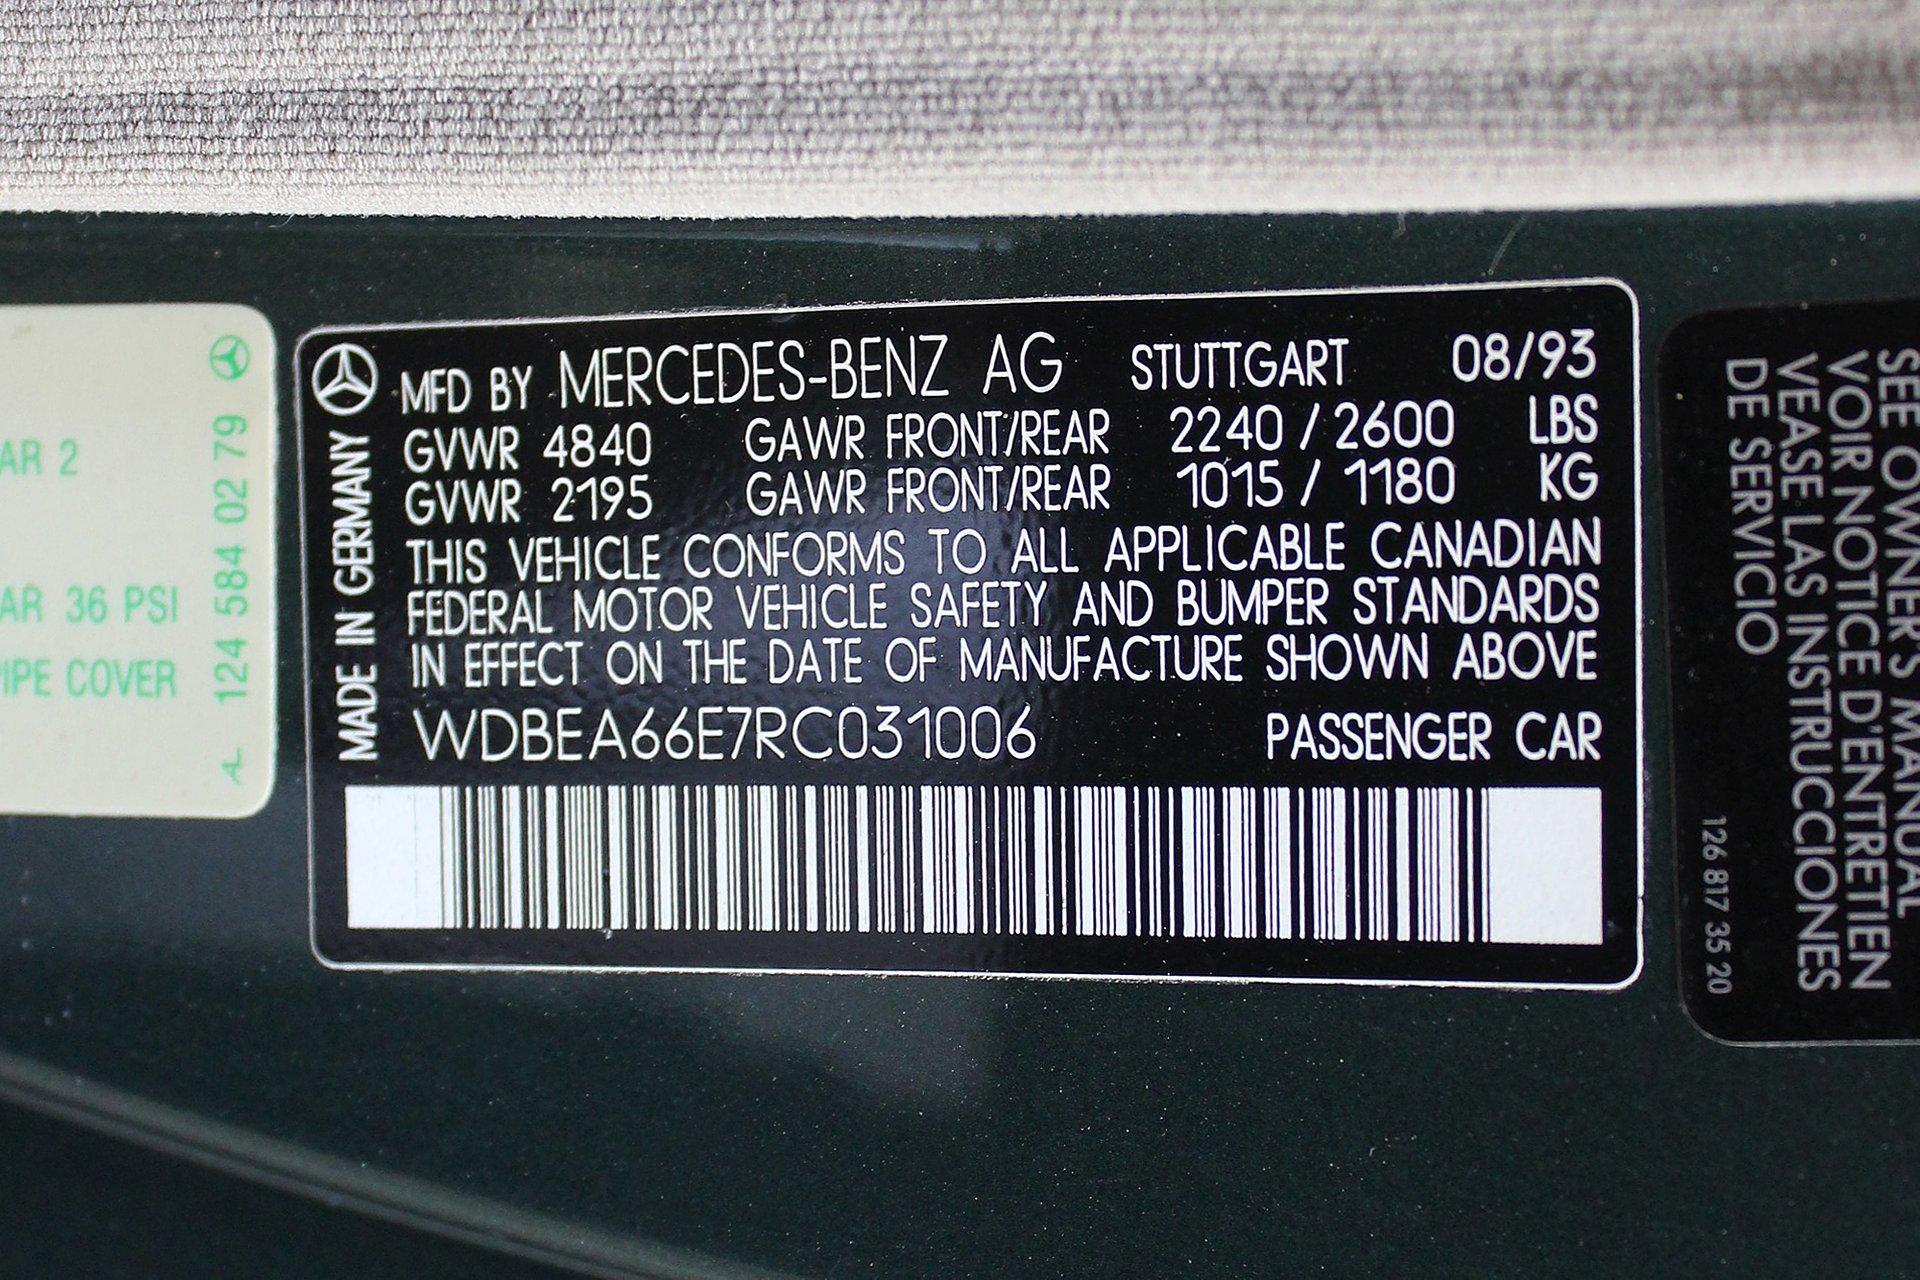 AR 2
AR 36 PSI
PIPE COVER
124 584 02 79
MADE IN GERMANY
MFD BY MERCEDES-BENZ AG STUTTGART 08/93
GVWR 4840 GAWR FRONT/REAR 2240 / 2600 LBS
GVWR 2195 GAWR FRONT/REAR 1015 / 1180 KG
THIS VEHICLE CONFORMS TO ALL APPLICABLE CANADIAN
FEDERAL MOTOR VEHICLE SAFETY AND BUMPER STANDARDS
IN EFFECT ON THE DATE OF MANUFACTURE SHOWN ABOVE
WDBEA66E7RC031006 PASSENGER CAR
SEE OWNER'S MANUAL
VOIR NOTICE D'ENTRETIEN
VEASE LAS INSTRUCCIONES
DE SERVICIO
126 817 35 20